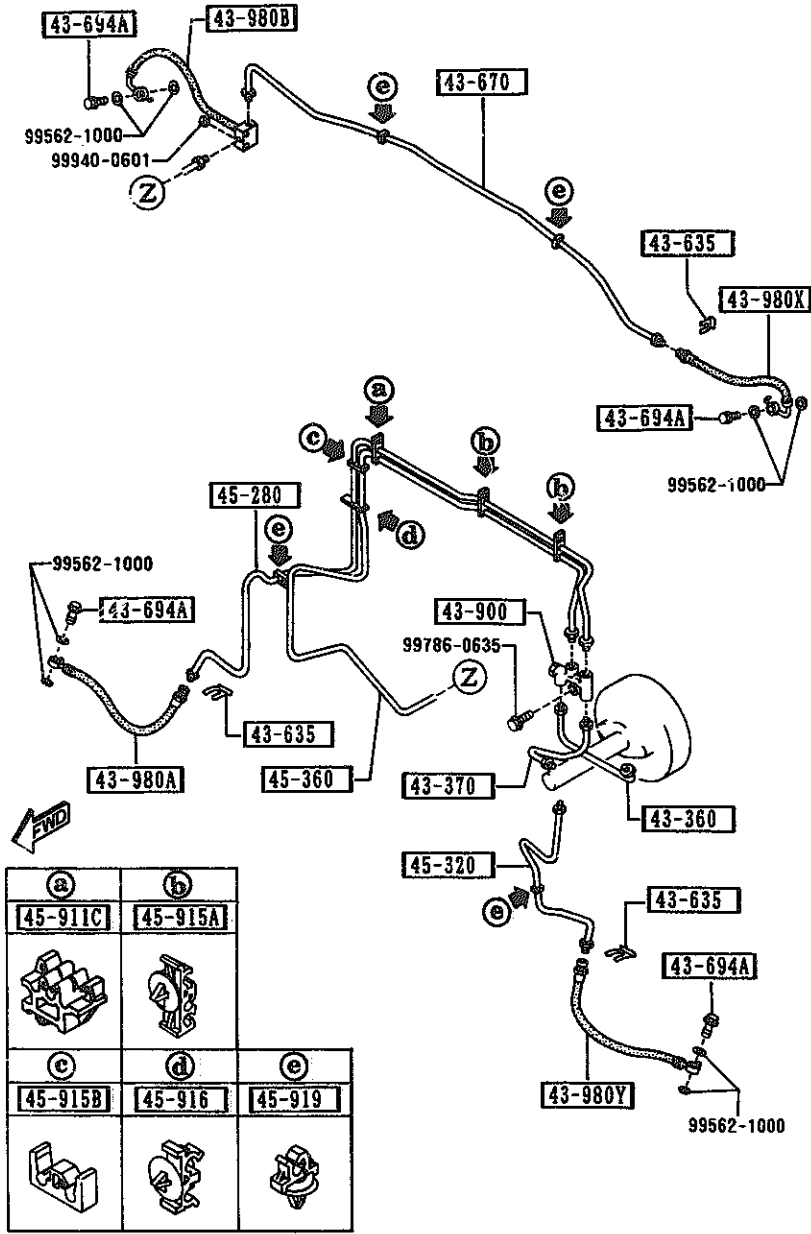 43-694A
43-980B
43-670
e
99562-1000
99940-0601
Z
e
43-635
43-980X
a
43-694A
c
b
99562-1000
45-280
b
e
d
99562-1000
43-694A
43-900
99786-0635
Z
43-635
43-980A
45-360
43-370
43-360
FWD
45-320
e
43-635
43-694A
43-980Y
99562-1000
a b
45-911C 45-915A
c d e
45-915B 45-916 45-919